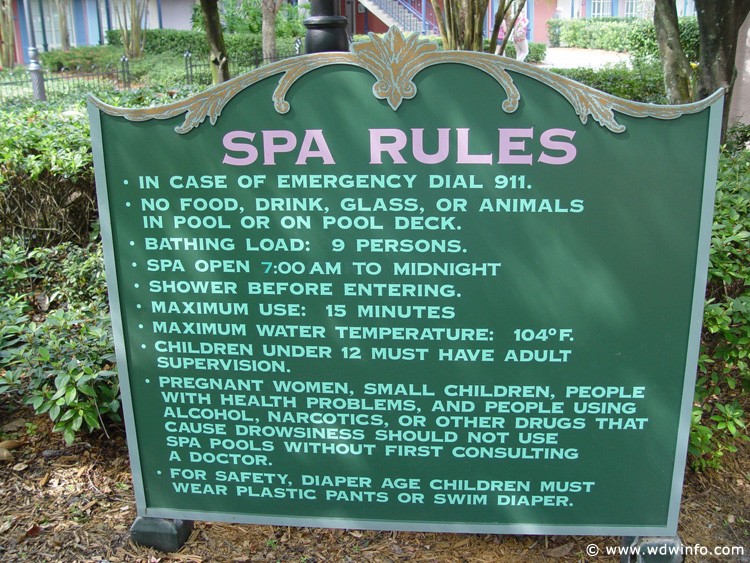 SPA RULES
• IN CASE OF EMERGENCY DIAL 911.
• NO FOOD, DRINK, GLASS, OR ANIMALS
IN POOL OR ON POOL DECK.
• BATHING LOAD: 9 PERSONS.
• SPA OPEN 7:00 AM TO MIDNIGHT
• SHOWER BEFORE ENTERING.
• MAXIMUM USE: 15 MINUTES
• MAXIMUM WATER TEMPERATURE: 104°F.
• CHILDREN UNDER 12 MUST HAVE ADULT
SUPERVISION.
• PREGNANT WOMEN, SMALL CHILDREN, PEOPLE
WITH HEALTH PROBLEMS, AND PEOPLE USING
ALCOHOL, NARCOTICS, OR OTHER DRUGS THAT
CAUSE DROWSINESS SHOULD NOT USE
SPA POOLS WITHOUT FIRST CONSULTING
A DOCTOR.
• FOR SAFETY, DIAPER AGE CHILDREN MUST
WEAR PLASTIC PANTS OR SWIM DIAPER.
© www.wdwinfo.com